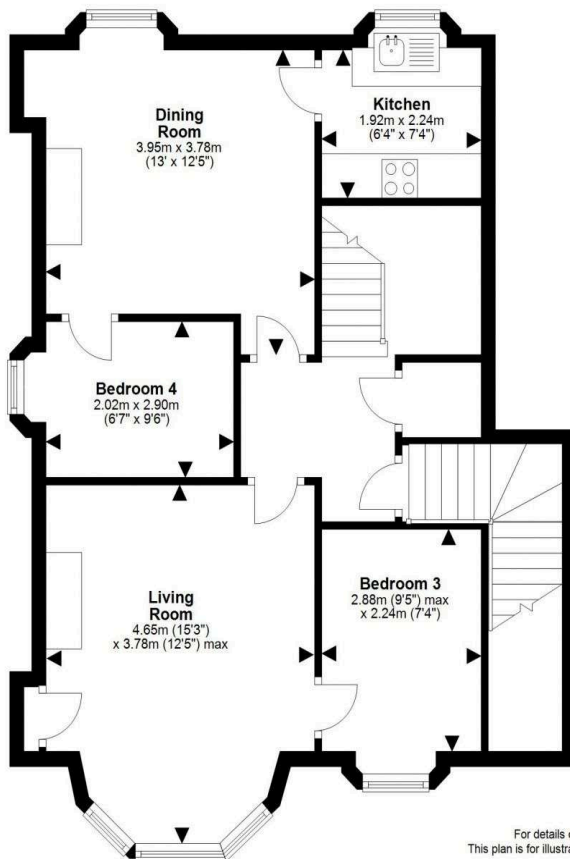 Dining
Room
3.95m x 3.78m
(13' x 12'5")
Kitchen
1.92m x 2.24m
(6'4" x 7'4")
Bedroom 4
2.02m x 2.90m
(6'7" x 9'6")
Living
Room
4.65m (15'3")
x 3.78m (12'5") max
Bedroom 3
2.88m (9'5") max
x 2.24m (7'4")
For details
This plan is for